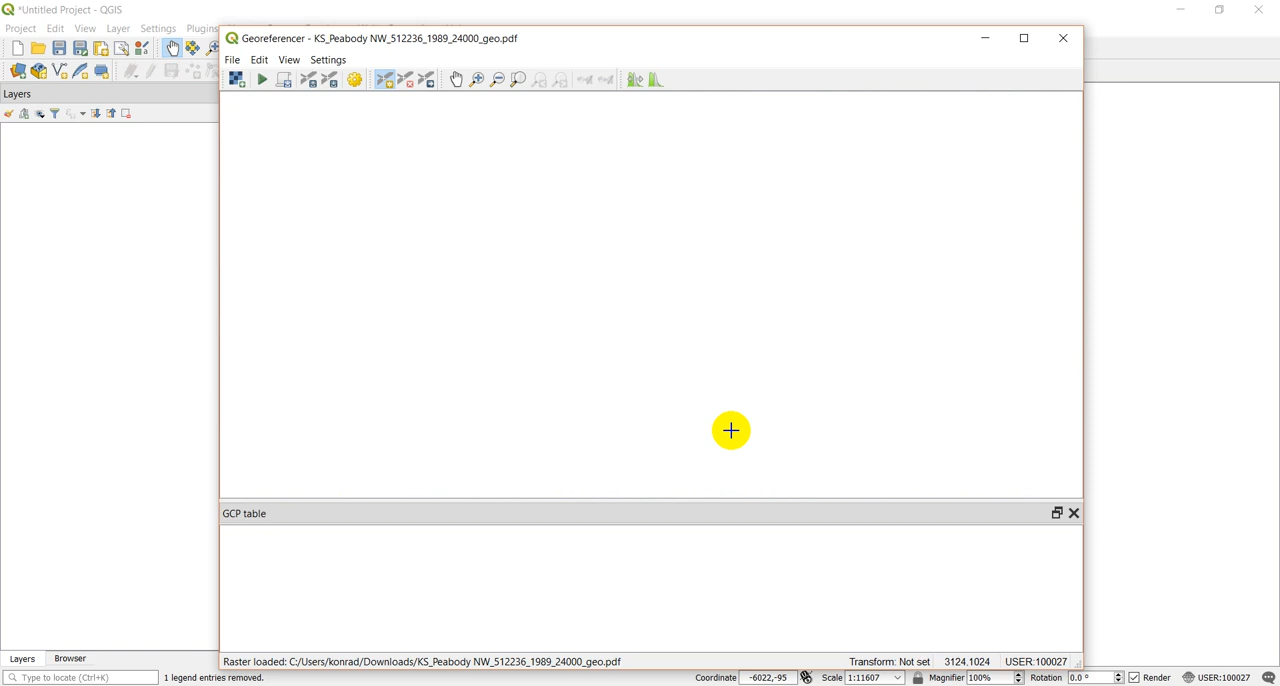 *Untitled Project - QGIS
Project Edit View Layer Settings Plugins
Georeferencer - KS_Peabody NW_512236_1989_24000_geo.pdf
File Edit View Settings
Layers
GCP table
Raster loaded: C:/Users/konrad/Downloads/KS_Peabody NW_512236_1989_24000_geo.pdf Transform: Not set 3124,1024 USER:100027
Layers Browser
Type to locate (Ctrl+K) 1 legend entries removed. Coordinate -6022,-95 Scale 1:11607 Magnifier 100% Rotation 0.0 ° Render USER:100027